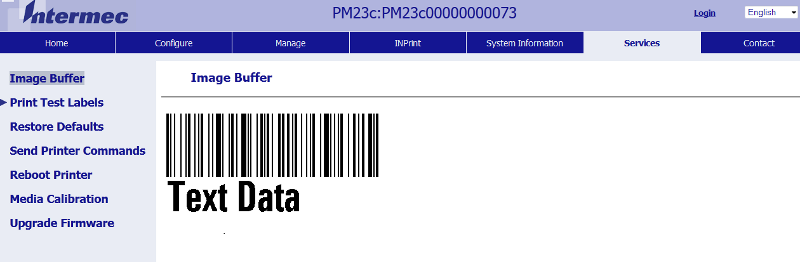 Intermec
PM23c:PM23c00000000073
Login
English
Home Configure Manage INPrint System Information Services Contact
Image Buffer
Print Test Labels
Restore Defaults
Send Printer Commands
Reboot Printer
Media Calibration
Upgrade Firmware
Image Buffer
Text Data